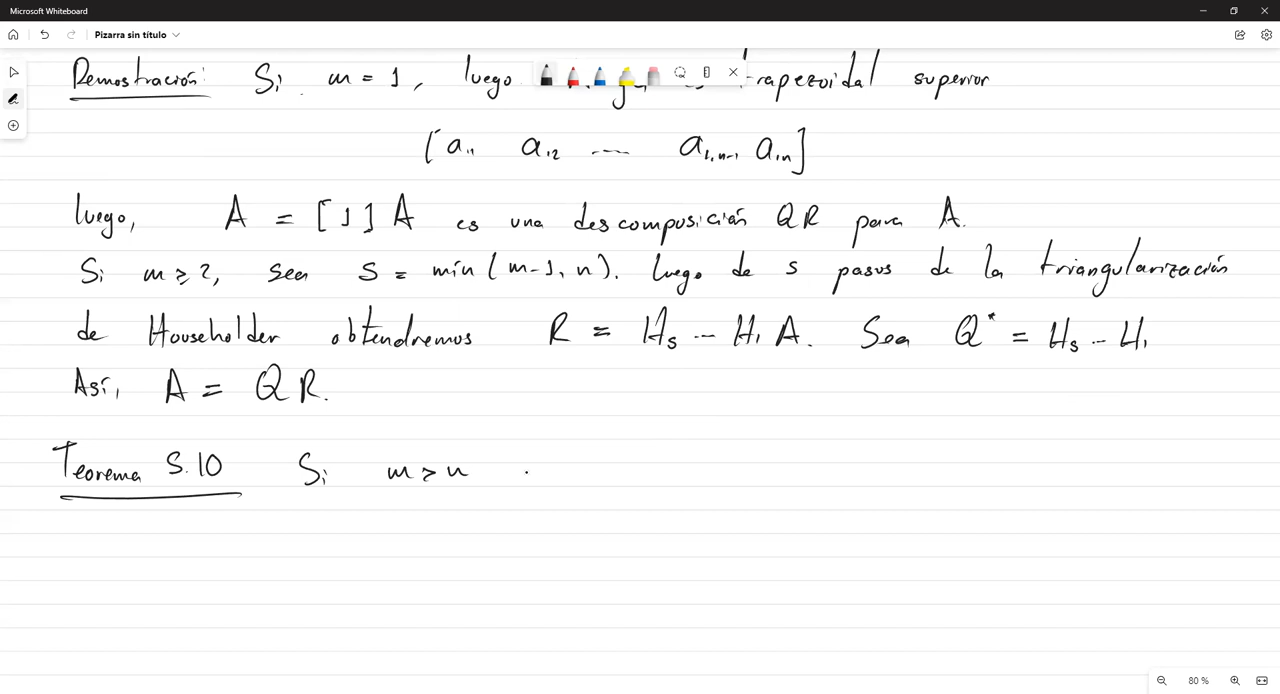 Microsoft Whiteboard
Pizarra sin título
Demostración: Si m = 1, luego trapezoidal superior
[a₁₁ a₁₂ ---- a₁,ₙ₋₁ a₁ₙ]
luego, A = [1] A es una descomposición QR para A.
Si m ≥ 2, sea s = mín(m-1, n). Luego de s pasos de la triangularización
de Householder obtendremos R = Hₛ -- H₁ A. Sea Q* = Hₛ -- H₁
Así, A = QR.
Teorema 5.10 Si m > n
80 %